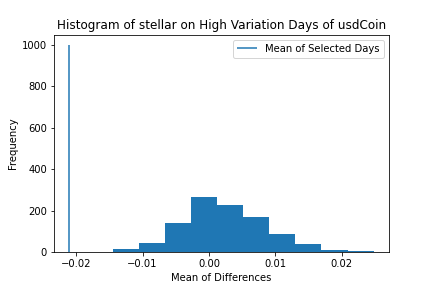 Histogram of stellar on High Variation Days of usdCoin
Mean of Selected Days
1000
800
600
400
200
0
Frequency
−0.02 −0.01 0.00 0.01 0.02
Mean of Differences